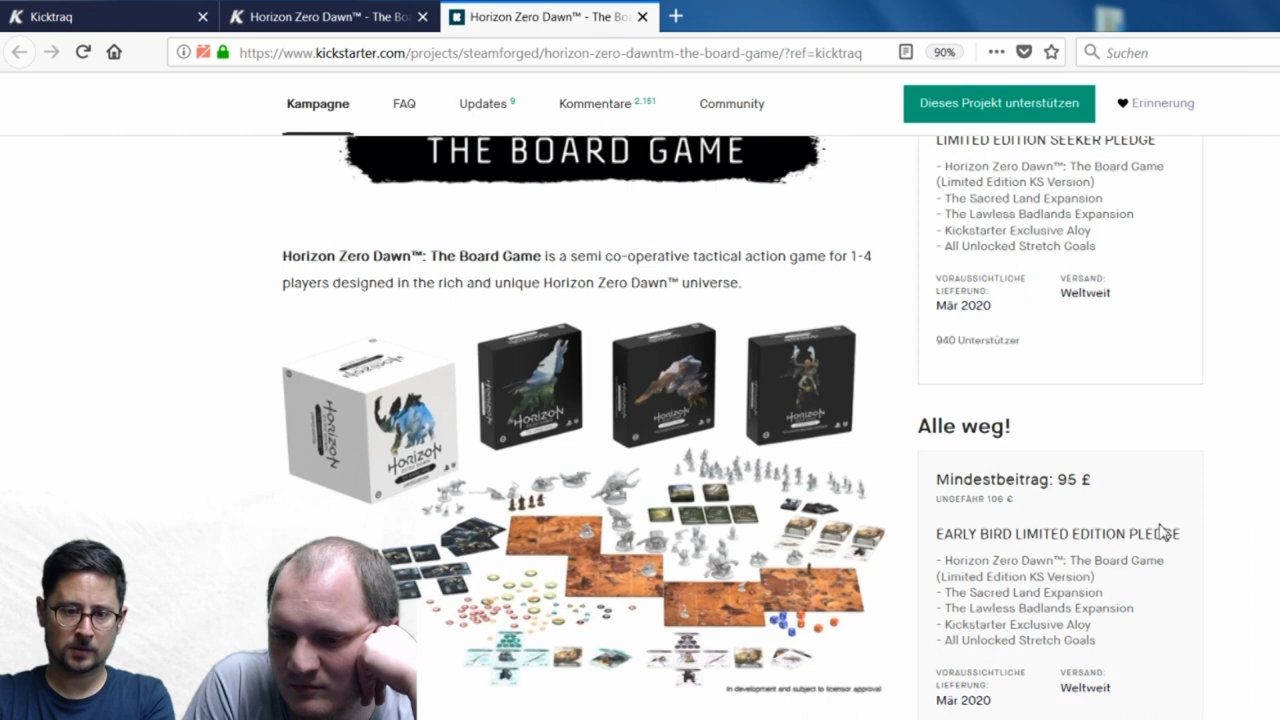 Kicktraq
Horizon Zero Dawn™ - The Bo
Horizon Zero Dawn™ - The Bo
https://www.kickstarter.com/projects/steamforged/horizon-zero-dawntm-the-board-game/?ref=kicktraq
90%
Suchen
Kampagne
FAQ
Updates 9
Kommentare 2.151
Community
Dieses Projekt unterstützen
Erinnerung
THE BOARD GAME
Horizon Zero Dawn™: The Board Game is a semi co-operative tactical action game for 1-4
players designed in the rich and unique Horizon Zero Dawn™ universe.
HORIZON
HORIZON
HORIZON
HORIZON
HORIZON
In development and subject to licensor approval
LIMITED EDITION SEEKER PLEDGE
- Horizon Zero Dawn™: The Board Game
(Limited Edition KS Version)
- The Sacred Land Expansion
- The Lawless Badlands Expansion
- Kickstarter Exclusive Aloy
- All Unlocked Stretch Goals
VORAUSSICHTLICHE
LIEFERUNG:
Mär 2020
VERSAND:
Weltweit
940 Unterstützer
Alle weg!
Mindestbeitrag: 95 £
UNGEFÄHR 106 €
EARLY BIRD LIMITED EDITION PLEDGE
- Horizon Zero Dawn™: The Board Game
(Limited Edition KS Version)
- The Sacred Land Expansion
- The Lawless Badlands Expansion
- Kickstarter Exclusive Aloy
- All Unlocked Stretch Goals
VORAUSSICHTLICHE
LIEFERUNG:
Mär 2020
VERSAND:
Weltweit